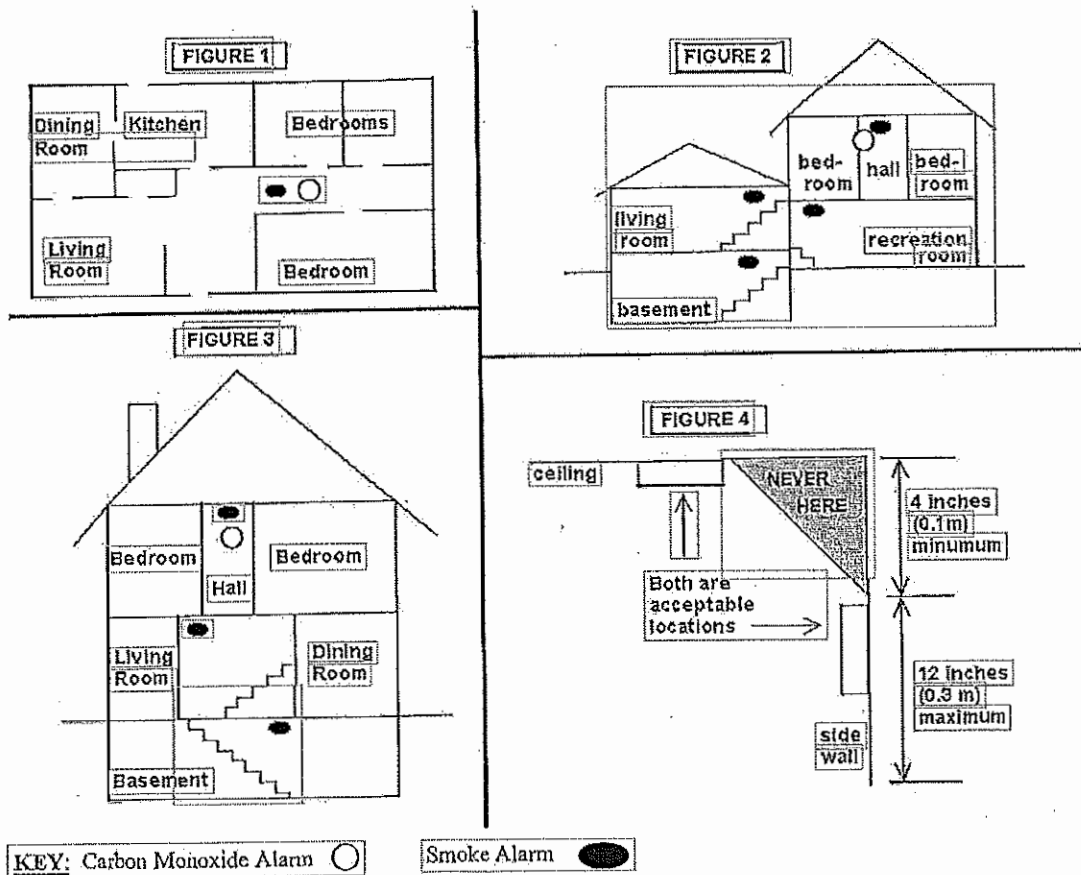 FIGURE 1
Dining
Room
Kitchen
Bedrooms
Living
Room
Bedroom
FIGURE 2
bed-
room
hall
bed-
room
living
room
recreation
room
basement
FIGURE 3
Bedroom
Hall
Bedroom
Living
Room
Dining
Room
Basement
FIGURE 4
ceiling
NEVER
HERE
4 inches
(0.1m)
minumum
Both are
acceptable
locations
12 inches
(0.3 m)
maximum
side
wall
KEY: Carbon Monoxide Alarm
Smoke Alarm